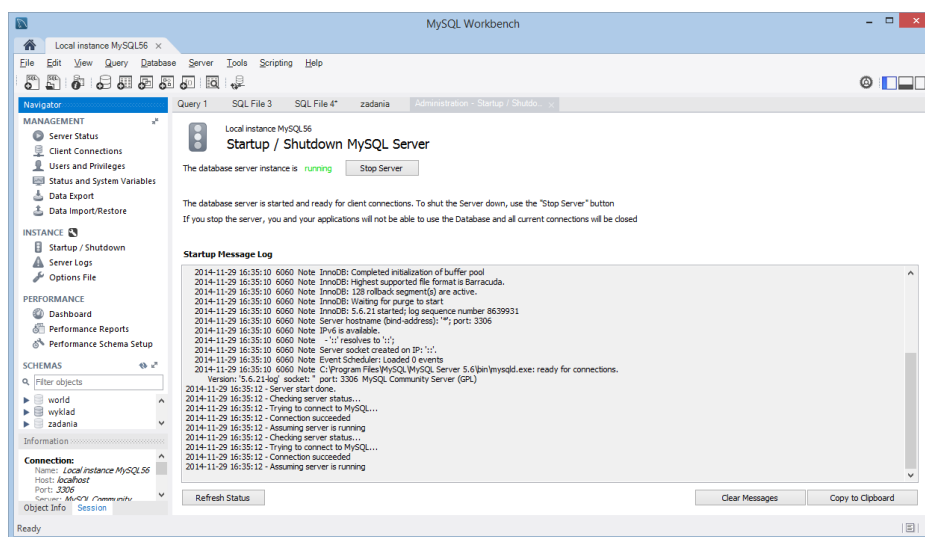 MySQL Workbench
Local instance MySQL56
File Edit View Query Database Server Tools Scripting Help
Navigator
Query 1 SQL File 3 SQL File 4* zadania Administration - Startup / Shutdo..
MANAGEMENT
Server Status
Client Connections
Users and Privileges
Status and System Variables
Data Export
Data Import/Restore
INSTANCE
Startup / Shutdown
Server Logs
Options File
PERFORMANCE
Dashboard
Performance Reports
Performance Schema Setup
SCHEMAS
Filter objects
world
wyklad
zadania
Information
Connection:
Name: Local instance MySQL56
Host: localhost
Port: 3306
Server: MySQL Community
Object Info Session
Ready
Local instance MySQL56
Startup / Shutdown MySQL Server
The database server instance is running Stop Server
The database server is started and ready for client connections. To shut the Server down, use the "Stop Server" button
If you stop the server, you and your applications will not be able to use the Database and all current connections will be closed
Startup Message Log
2014-11-29 16:35:10 6060 Note InnoDB: Completed initialization of buffer pool
2014-11-29 16:35:10 6060 Note InnoDB: Highest supported file format is Barracuda.
2014-11-29 16:35:10 6060 Note InnoDB: 128 rollback segment(s) are active.
2014-11-29 16:35:10 6060 Note InnoDB: Waiting for purge to start
2014-11-29 16:35:10 6060 Note InnoDB: 5.6.21 started; log sequence number 8639931
2014-11-29 16:35:10 6060 Note Server hostname (bind-address): '*'; port: 3306
2014-11-29 16:35:10 6060 Note IPv6 is available.
2014-11-29 16:35:10 6060 Note - '::' resolves to '::';
2014-11-29 16:35:10 6060 Note Server socket created on IP: '::'.
2014-11-29 16:35:10 6060 Note Event Scheduler: Loaded 0 events
2014-11-29 16:35:10 6060 Note C:\Program Files\MySQL\MySQL Server 5.6\bin\mysqld.exe: ready for connections.
Version: '5.6.21-log' socket: '' port: 3306 MySQL Community Server (GPL)
2014-11-29 16:35:12 - Server start done.
2014-11-29 16:35:12 - Checking server status...
2014-11-29 16:35:12 - Trying to connect to MySQL...
2014-11-29 16:35:12 - Connection succeeded
2014-11-29 16:35:12 - Assuming server is running
2014-11-29 16:35:12 - Checking server status...
2014-11-29 16:35:12 - Trying to connect to MySQL...
2014-11-29 16:35:12 - Connection succeeded
2014-11-29 16:35:12 - Assuming server is running
Refresh Status Clear Messages Copy to Clipboard